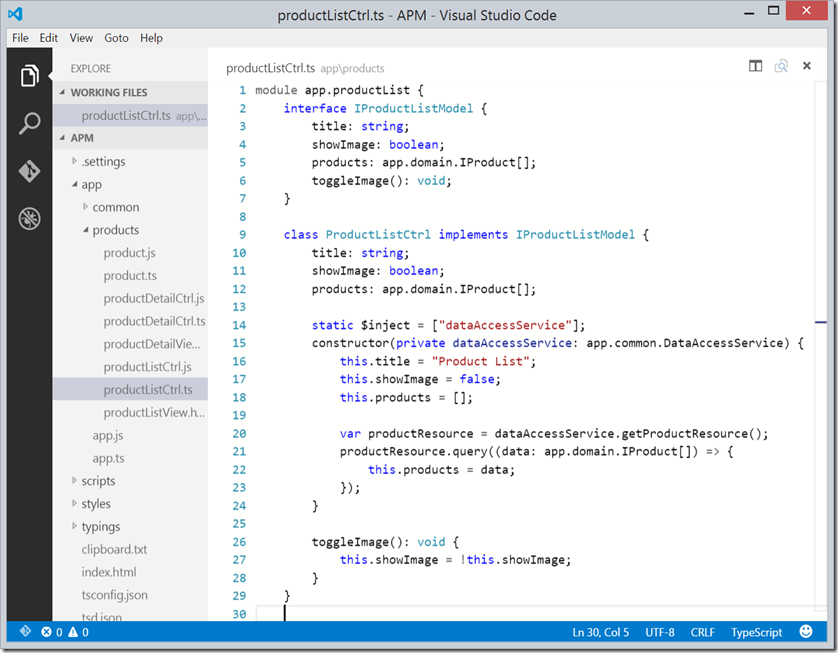 productListCtrl.ts - APM - Visual Studio Code
File Edit View Goto Help
EXPLORE
WORKING FILES
productListCtrl.ts app\...
APM
.settings
app
common
products
product.js
product.ts
productDetailCtrl.js
productDetailCtrl.ts
productDetailVie...
productListCtrl.js
productListCtrl.ts
productListView.h...
app.js
app.ts
scripts
styles
typings
clipboard.txt
index.html
tsconfig.json
tsd.json
productListCtrl.ts app\products
1 module app.productList {
2     interface IProductListModel {
3         title: string;
4         showImage: boolean;
5         products: app.domain.IProduct[];
6         toggleImage(): void;
7     }
8
9     class ProductListCtrl implements IProductListModel {
10         title: string;
11         showImage: boolean;
12         products: app.domain.IProduct[];
13
14         static $inject = ["dataAccessService"];
15         constructor(private dataAccessService: app.common.DataAccessService) {
16             this.title = "Product List";
17             this.showImage = false;
18             this.products = [];
19
20             var productResource = dataAccessService.getProductResource();
21             productResource.query((data: app.domain.IProduct[]) => {
22                 this.products = data;
23             });
24         }
25
26         toggleImage(): void {
27             this.showImage = !this.showImage;
28         }
29     }
30
0 0 Ln 30, Col 5 UTF-8 CRLF TypeScript